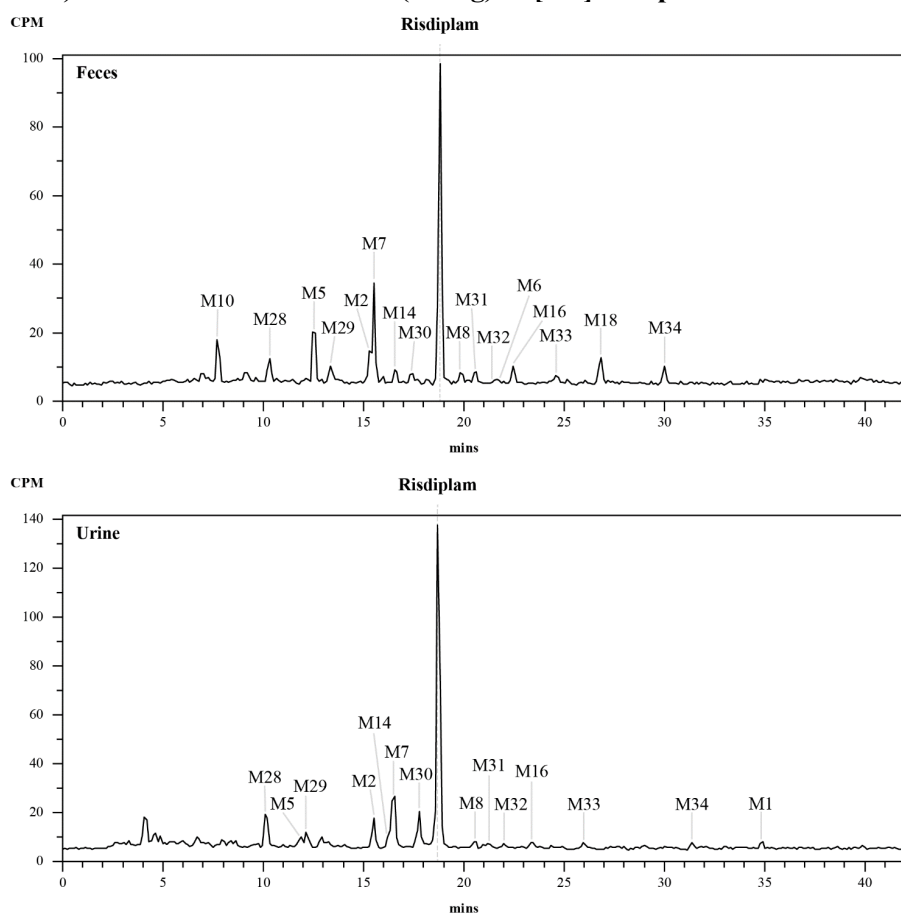 CPM
Risdiplam
100
Feces
80
60
40
20
0
M10
M28
M5
M29
M2
M7
M14
M30
M8
M31
M32
M6
M16
M33
M18
M34
0 5 10 15 20 25 30 35 40
mins
CPM
Risdiplam
140
Urine
120
100
80
60
40
20
0
M28
M5
M29
M2
M14
M7
M30
M8
M31
M32
M16
M33
M34
M1
0 5 10 15 20 25 30 35 40
mins